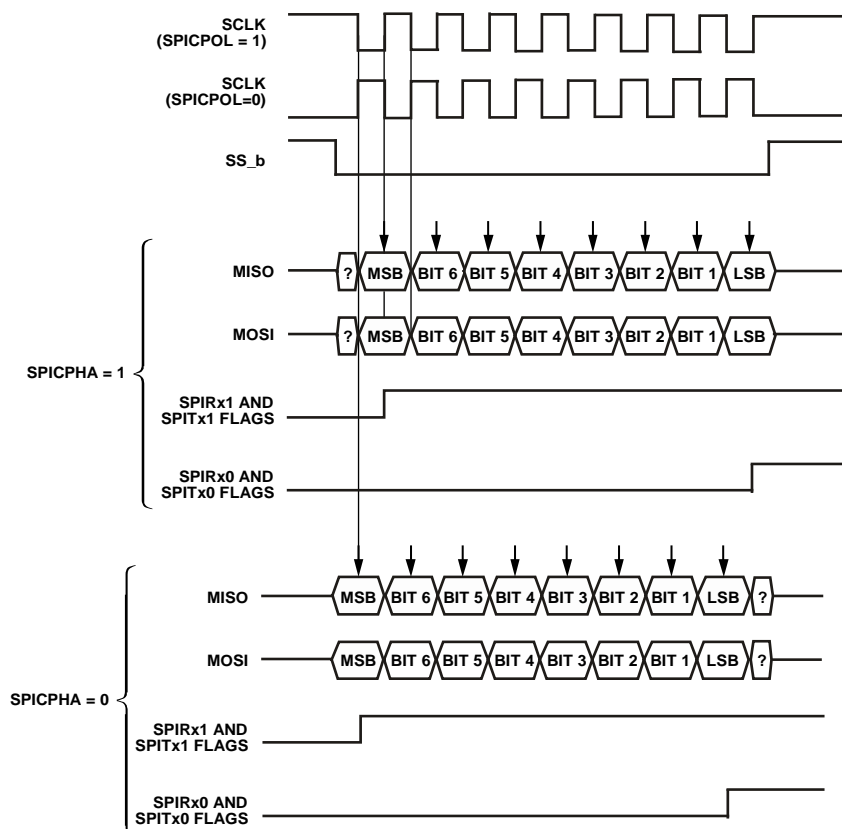 SCLK
(SPICPOL = 1)
SCLK
(SPICPOL=0)
SS_b
MISO ? MSB BIT 6 BIT 5 BIT 4 BIT 3 BIT 2 BIT 1 LSB
MOSI ? MSB BIT 6 BIT 5 BIT 4 BIT 3 BIT 2 BIT 1 LSB
SPICPHA = 1
SPIRx1 AND
SPITx1 FLAGS
SPIRx0 AND
SPITx0 FLAGS
MISO MSB BIT 6 BIT 5 BIT 4 BIT 3 BIT 2 BIT 1 LSB ?
MOSI MSB BIT 6 BIT 5 BIT 4 BIT 3 BIT 2 BIT 1 LSB ?
SPICPHA = 0
SPIRx1 AND
SPITx1 FLAGS
SPIRx0 AND
SPITx0 FLAGS